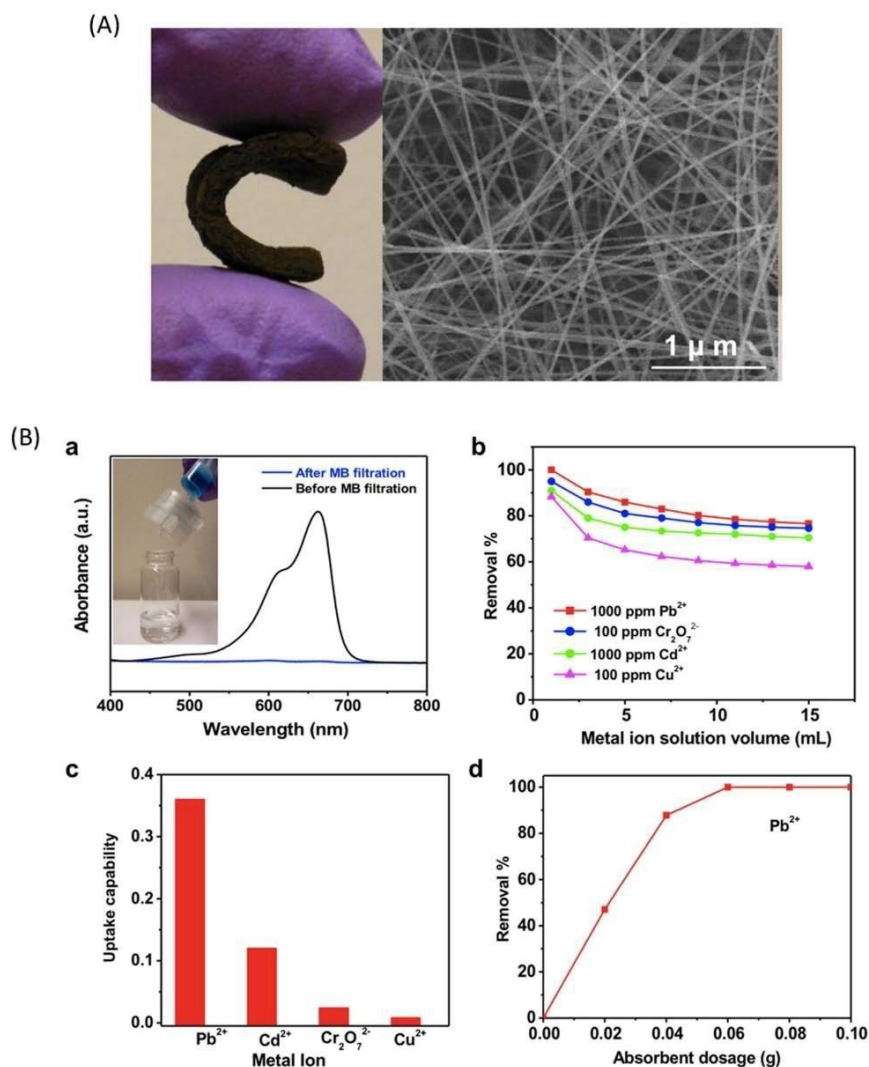 (A)
1 μ m
(B)
a
After MB filtration
Before MB filtration
Absorbance (a.u.)
400 500 600 700 800
Wavelength (nm)
b
100
80
60
40
20
0
Removal %
1000 ppm Pb²⁺
100 ppm Cr₂O₇²⁻
1000 ppm Cd²⁺
100 ppm Cu²⁺
0 5 10 15
Metal ion solution volume (mL)
c
0.4
0.3
0.1
0.0
Uptake capability
Pb²⁺ Cd²⁺ Cr₂O₇²⁻ Cu²⁺
Metal Ion
d
100
80
60
40
20
0
Removal %
Pb²⁺
0.00 0.02 0.04 0.06 0.08 0.10
Absorbent dosage (g)